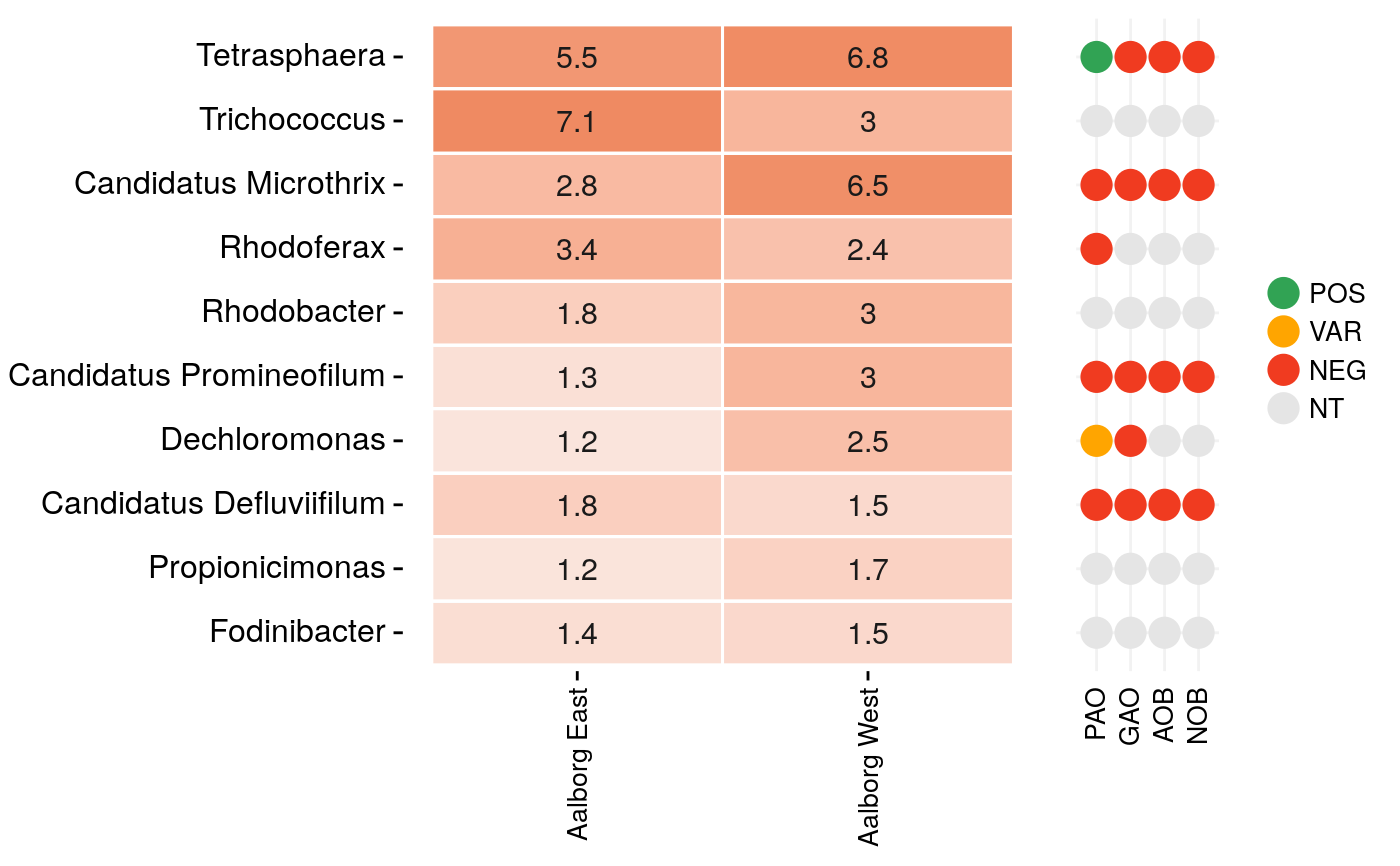 Tetrasphaera 5.5 6.8
Trichococcus 7.1 3
Candidatus Microthrix 2.8 6.5
Rhodoferax 3.4 2.4
Rhodobacter 1.8 3
Candidatus Promineofilum 1.3 3
Dechloromonas 1.2 2.5
Candidatus Defluviifilum 1.8 1.5
Propionicimonas 1.2 1.7
Fodinibacter 1.4 1.5
Aalborg East
Aalborg West
PAO
GAO
AOB
NOB
POS
VAR
NEG
NT